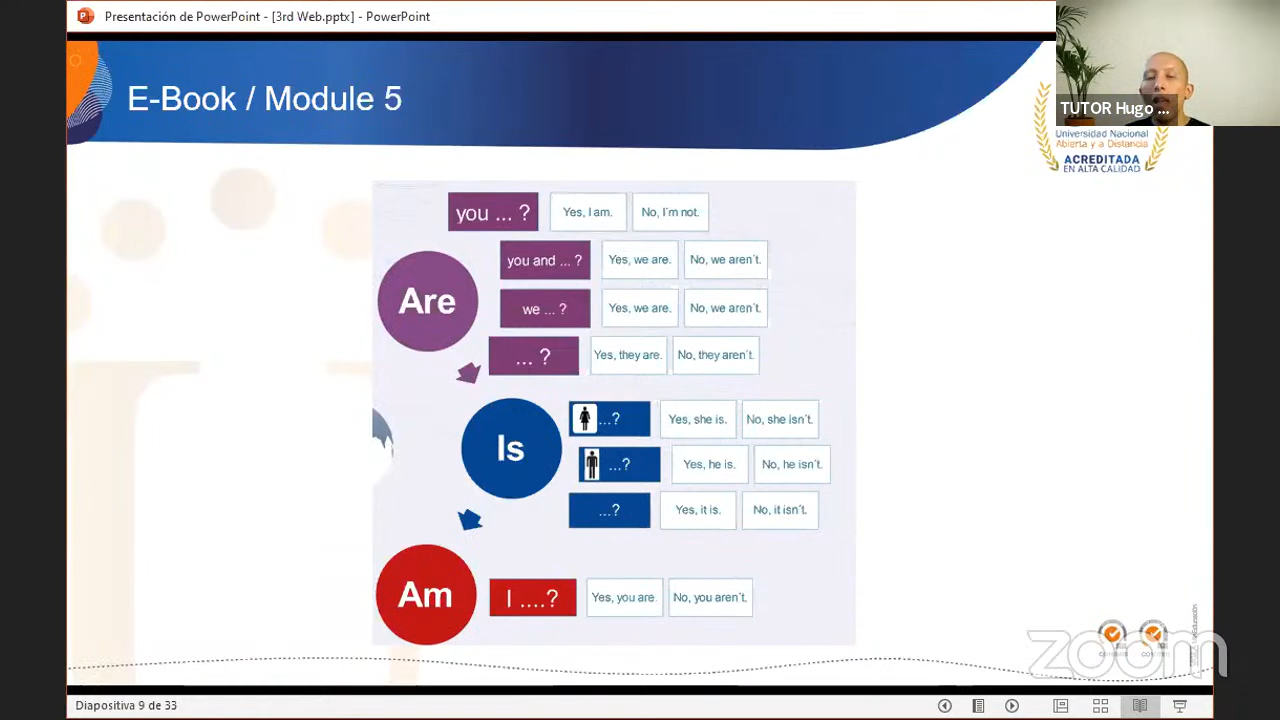 Presentación de PowerPoint - [3rd Web.pptx] - PowerPoint
TUTOR Hugo ...
E-Book / Module 5
Universidad Nacional
Abierta y a Distancia
ACREDITADA
EN ALTA CALIDAD
you ... ? Yes, I am. No, I´m not.
Are
you and ... ? Yes, we are. No, we aren´t.
we ... ? Yes, we are. No, we aren´t.
... ? Yes, they are. No, they aren´t.
Is
...? Yes, she is. No, she isn´t.
...? Yes, he is. No, he isn´t.
...? Yes, it is. No, it isn´t.
Am
I ....? Yes, you are. No, you aren´t.
zoom
Diapositiva 9 de 33